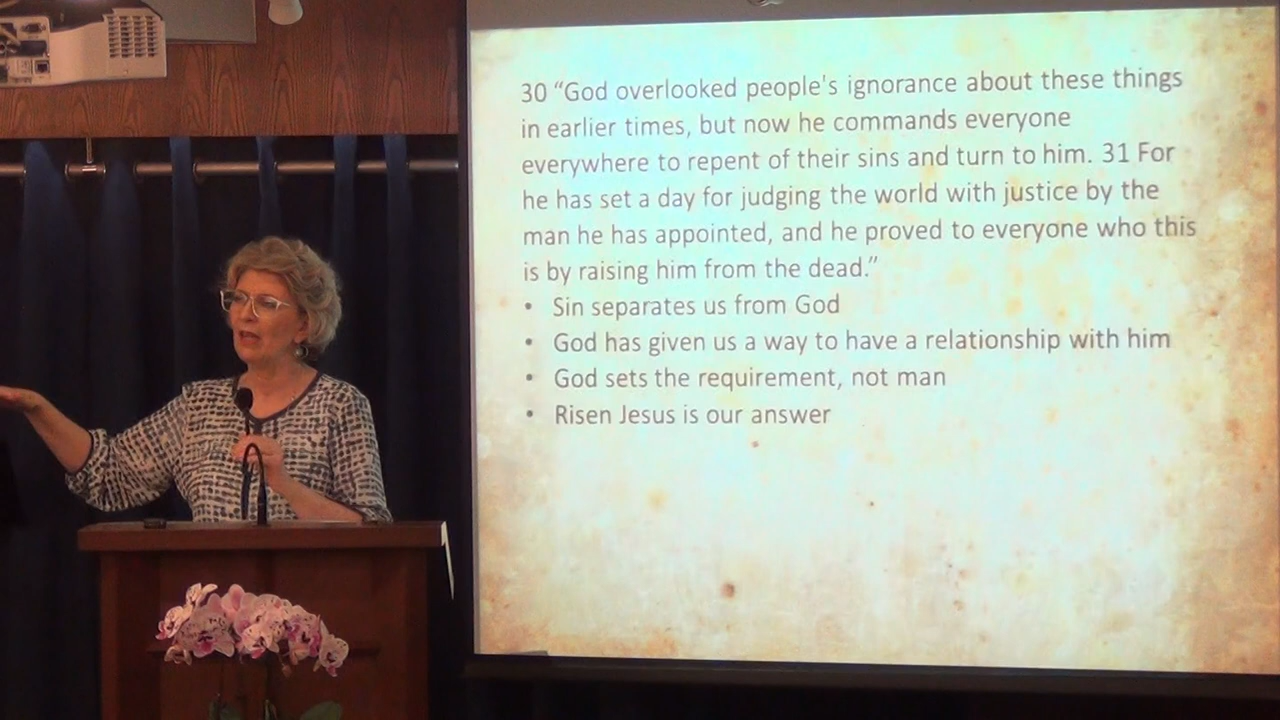 30 “God overlooked people's ignorance about these things
in earlier times, but now he commands everyone
everywhere to repent of their sins and turn to him. 31 For
he has set a day for judging the world with justice by the
man he has appointed, and he proved to everyone who this
is by raising him from the dead.”
• Sin separates us from God
• God has given us a way to have a relationship with him
• God sets the requirement, not man
• Risen Jesus is our answer